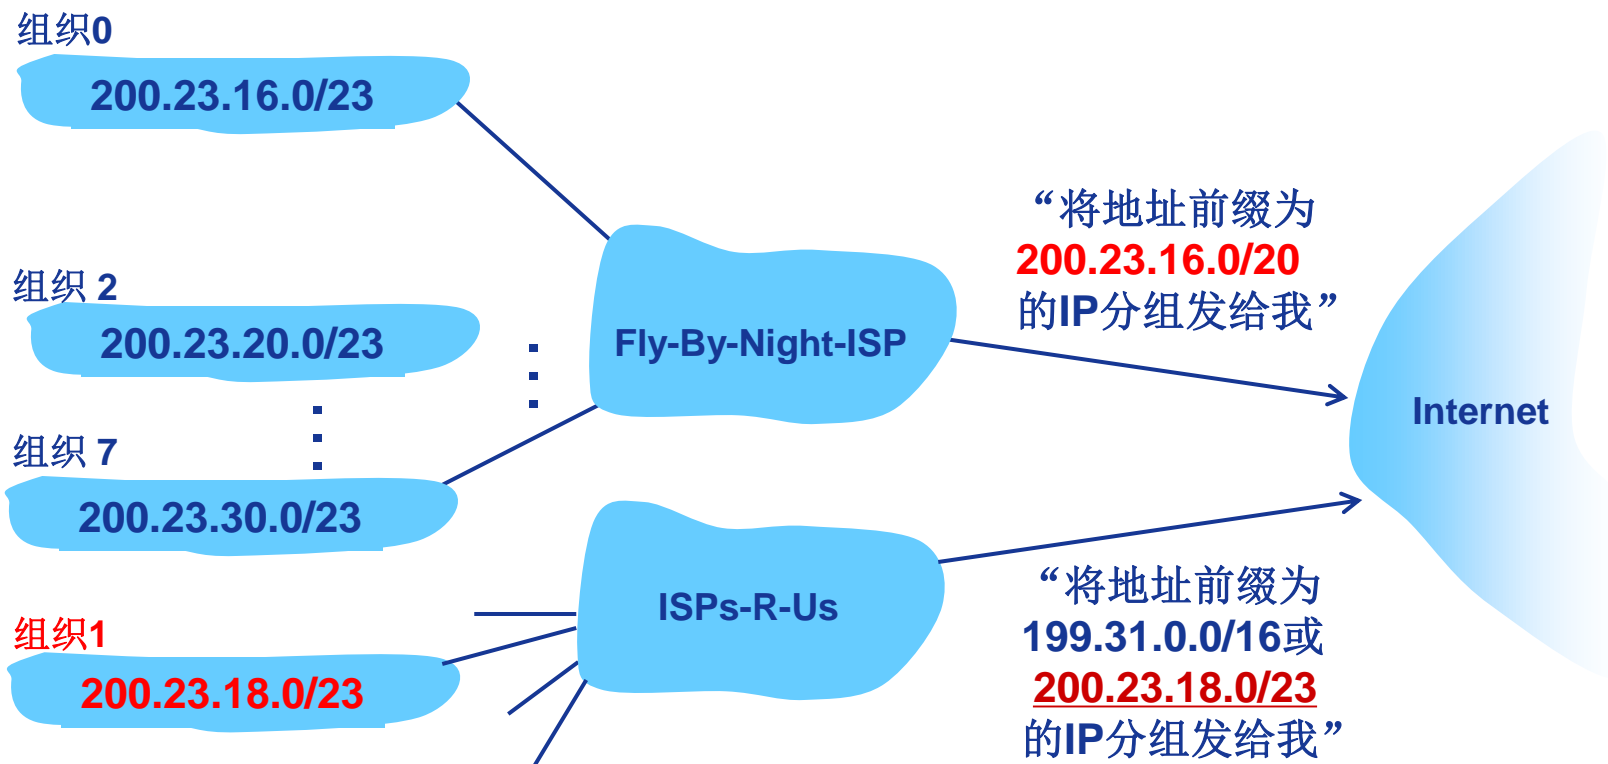 组织0
200.23.16.0/23
组织 2
200.23.20.0/23
组织 7
200.23.30.0/23
组织1
200.23.18.0/23
Fly-By-Night-ISP
ISPs-R-Us
“将地址前缀为
200.23.16.0/20
的IP分组发给我”
Internet
“将地址前缀为
199.31.0.0/16或
200.23.18.0/23
的IP分组发给我”